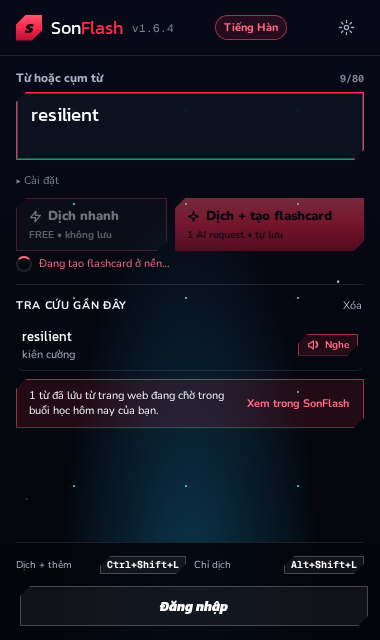 S SonFlash v1.6.4 Tiếng Hàn
Từ hoặc cụm từ 9/80
resilient
▸ Cài đặt
Dịch nhanh
FREE • không lưu
Dịch + tạo flashcard
1 AI request • tự lưu
Đang tạo flashcard ở nền...
TRA CỨU GẦN ĐÂY Xóa
resilient
kiên cường
Nghe
1 từ đã lưu từ trang web đang chờ trong
buổi học hôm nay của bạn.
Xem trong SonFlash
Dịch + thêm Ctrl+Shift+L Chỉ dịch Alt+Shift+L
Đăng nhập